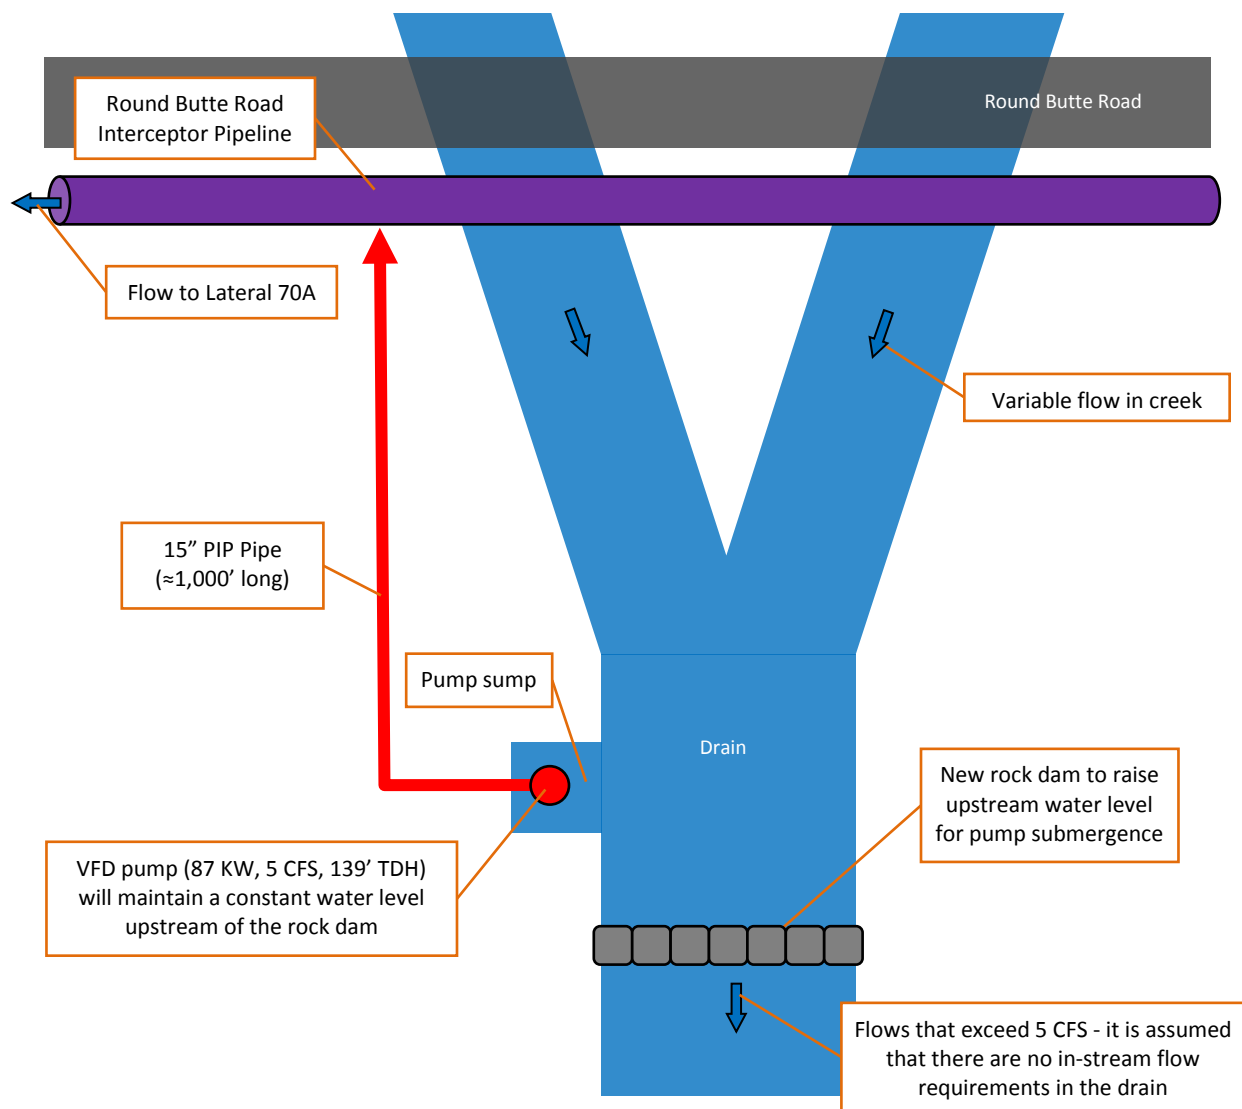 Round Butte Road
Interceptor Pipeline
Round Butte Road
Flow to Lateral 70A
Variable flow in creek
15” PIP Pipe
(≈1,000’ long)
Pump sump
Drain
New rock dam to raise
upstream water level
for pump submergence
VFD pump (87 KW, 5 CFS, 139’ TDH)
will maintain a constant water level
upstream of the rock dam
Flows that exceed 5 CFS - it is assumed
that there are no in-stream flow
requirements in the drain